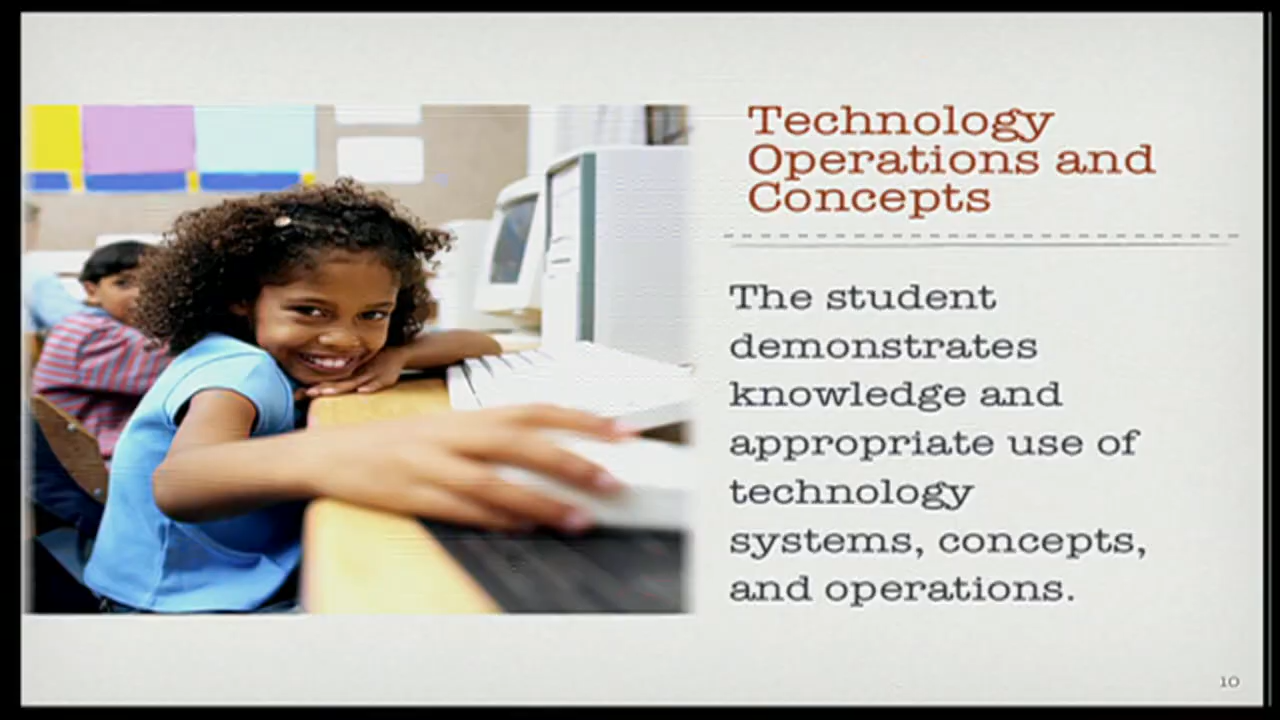 Technology
Operations and
Concepts
The student
demonstrates
knowledge and
appropriate use of
technology
systems, concepts,
and operations.
10